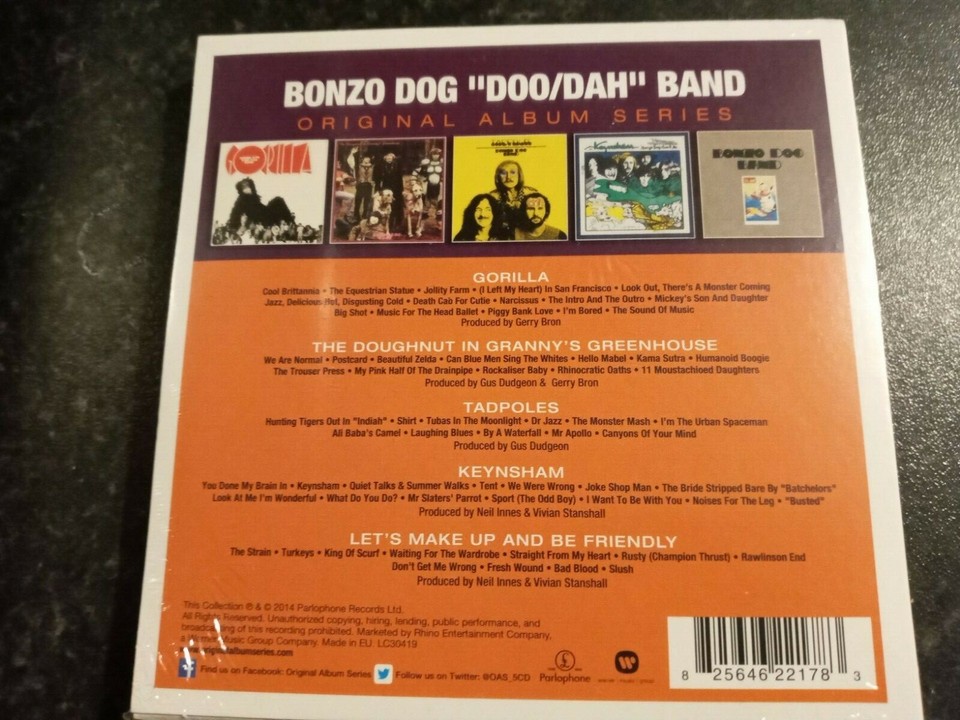 BONZO DOG "DOO/DAH" BAND
ORIGINAL ALBUM SERIES
GORILLA
Keynsham
BONZO DOG
BAND
GORILLA
Cool Brittannia • The Equestrian Statue • Jollity Farm • (I Left My Heart) In San Francisco • Look Out, There's A Monster Coming
Jazz, Delicious Hot, Disgusting Cold • Death Cab For Cutie • Narcissus • The Intro And The Outro • Mickey's Son And Daughter
Big Shot • Music For The Head Ballet • Piggy Bank Love • I'm Bored • The Sound Of Music
Produced by Gerry Bron
THE DOUGHNUT IN GRANNY'S GREENHOUSE
We Are Normal • Postcard • Beautiful Zelda • Can Blue Men Sing The Whites • Hello Mabel • Kama Sutra • Humanoid Boogie
The Trouser Press • My Pink Half Of The Drainpipe • Rockaliser Baby • Rhinocratic Oaths • 11 Moustachioed Daughters
Produced by Gus Dudgeon & Gerry Bron
TADPOLES
Hunting Tigers Out In "Indiah" • Shirt • Tubas In The Moonlight • Dr Jazz • The Monster Mash • I'm The Urban Spaceman
Ali Baba's Camel • Laughing Blues • By A Waterfall • Mr Apollo • Canyons Of Your Mind
Produced by Gus Dudgeon
KEYNSHAM
You Done My Brain In • Keynsham • Quiet Talks & Summer Walks • Tent • We Were Wrong • Joke Shop Man • The Bride Stripped Bare By "Batchelors"
Look At Me I'm Wonderful • What Do You Do? • Mr Slaters' Parrot • Sport (The Odd Boy) • I Want To Be With You • Noises For The Leg • "Busted"
Produced by Neil Innes & Vivian Stanshall
LET'S MAKE UP AND BE FRIENDLY
The Strain • Turkeys • King Of Scurf • Waiting For The Wardrobe • Straight From My Heart • Rusty (Champion Thrust) • Rawlinson End
Don't Get Me Wrong • Fresh Wound • Bad Blood • Slush
Produced by Neil Innes & Vivian Stanshall
This Collection ℗ & © 2014 Parlophone Records Ltd.
All Rights Reserved. Unauthorized copying, hiring, lending, public performance, and
broadcasting of this recording prohibited. Marketed by Rhino Entertainment Company,
a Warner Music Group Company. Made in EU. LC30419
originalalbumseries.com
Find us on Facebook: Original Album Series
Follow us on Twitter: @OAS_5CD
Parlophone
8 25646 22178 3